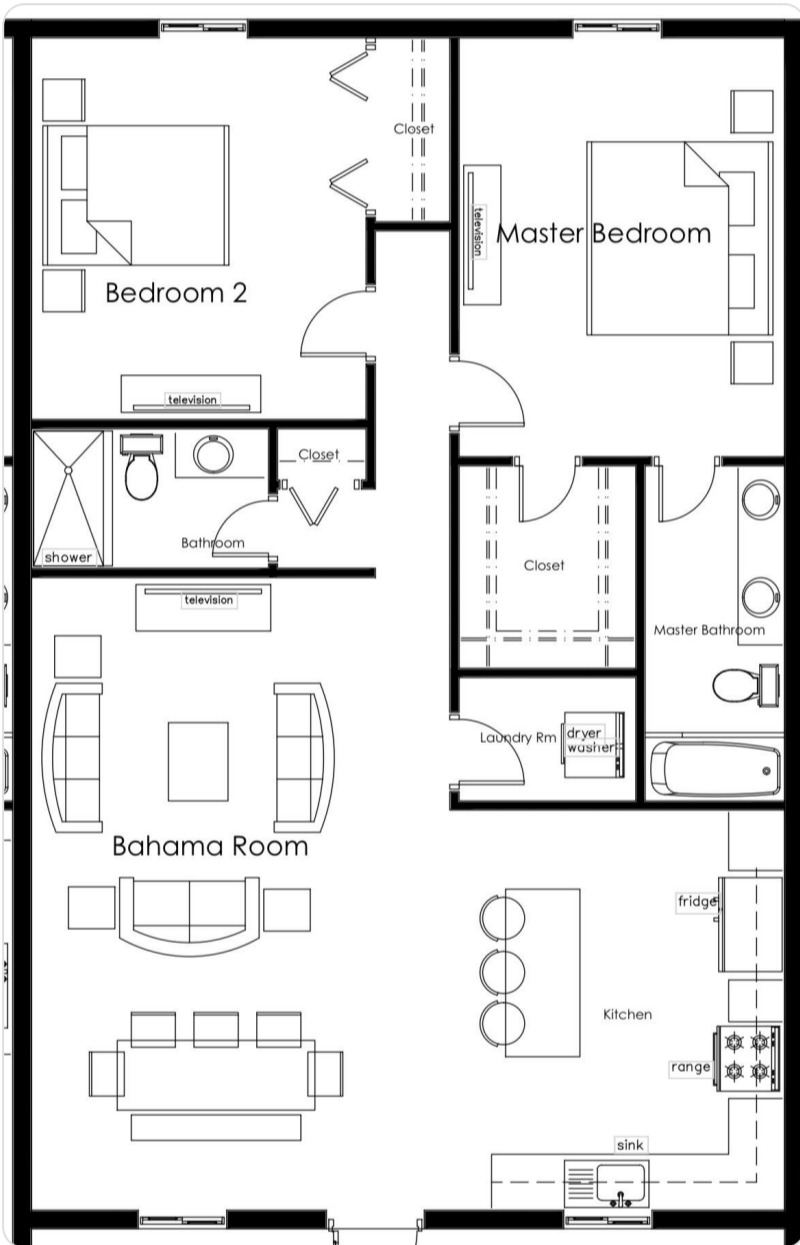 Closet
television
Master Bedroom
Bedroom 2
television
Closet
Bathroom
shower
television
Closet
Master Bathroom
Laundry Rm
dryer
washer
Bahama Room
fridge
Kitchen
range
sink